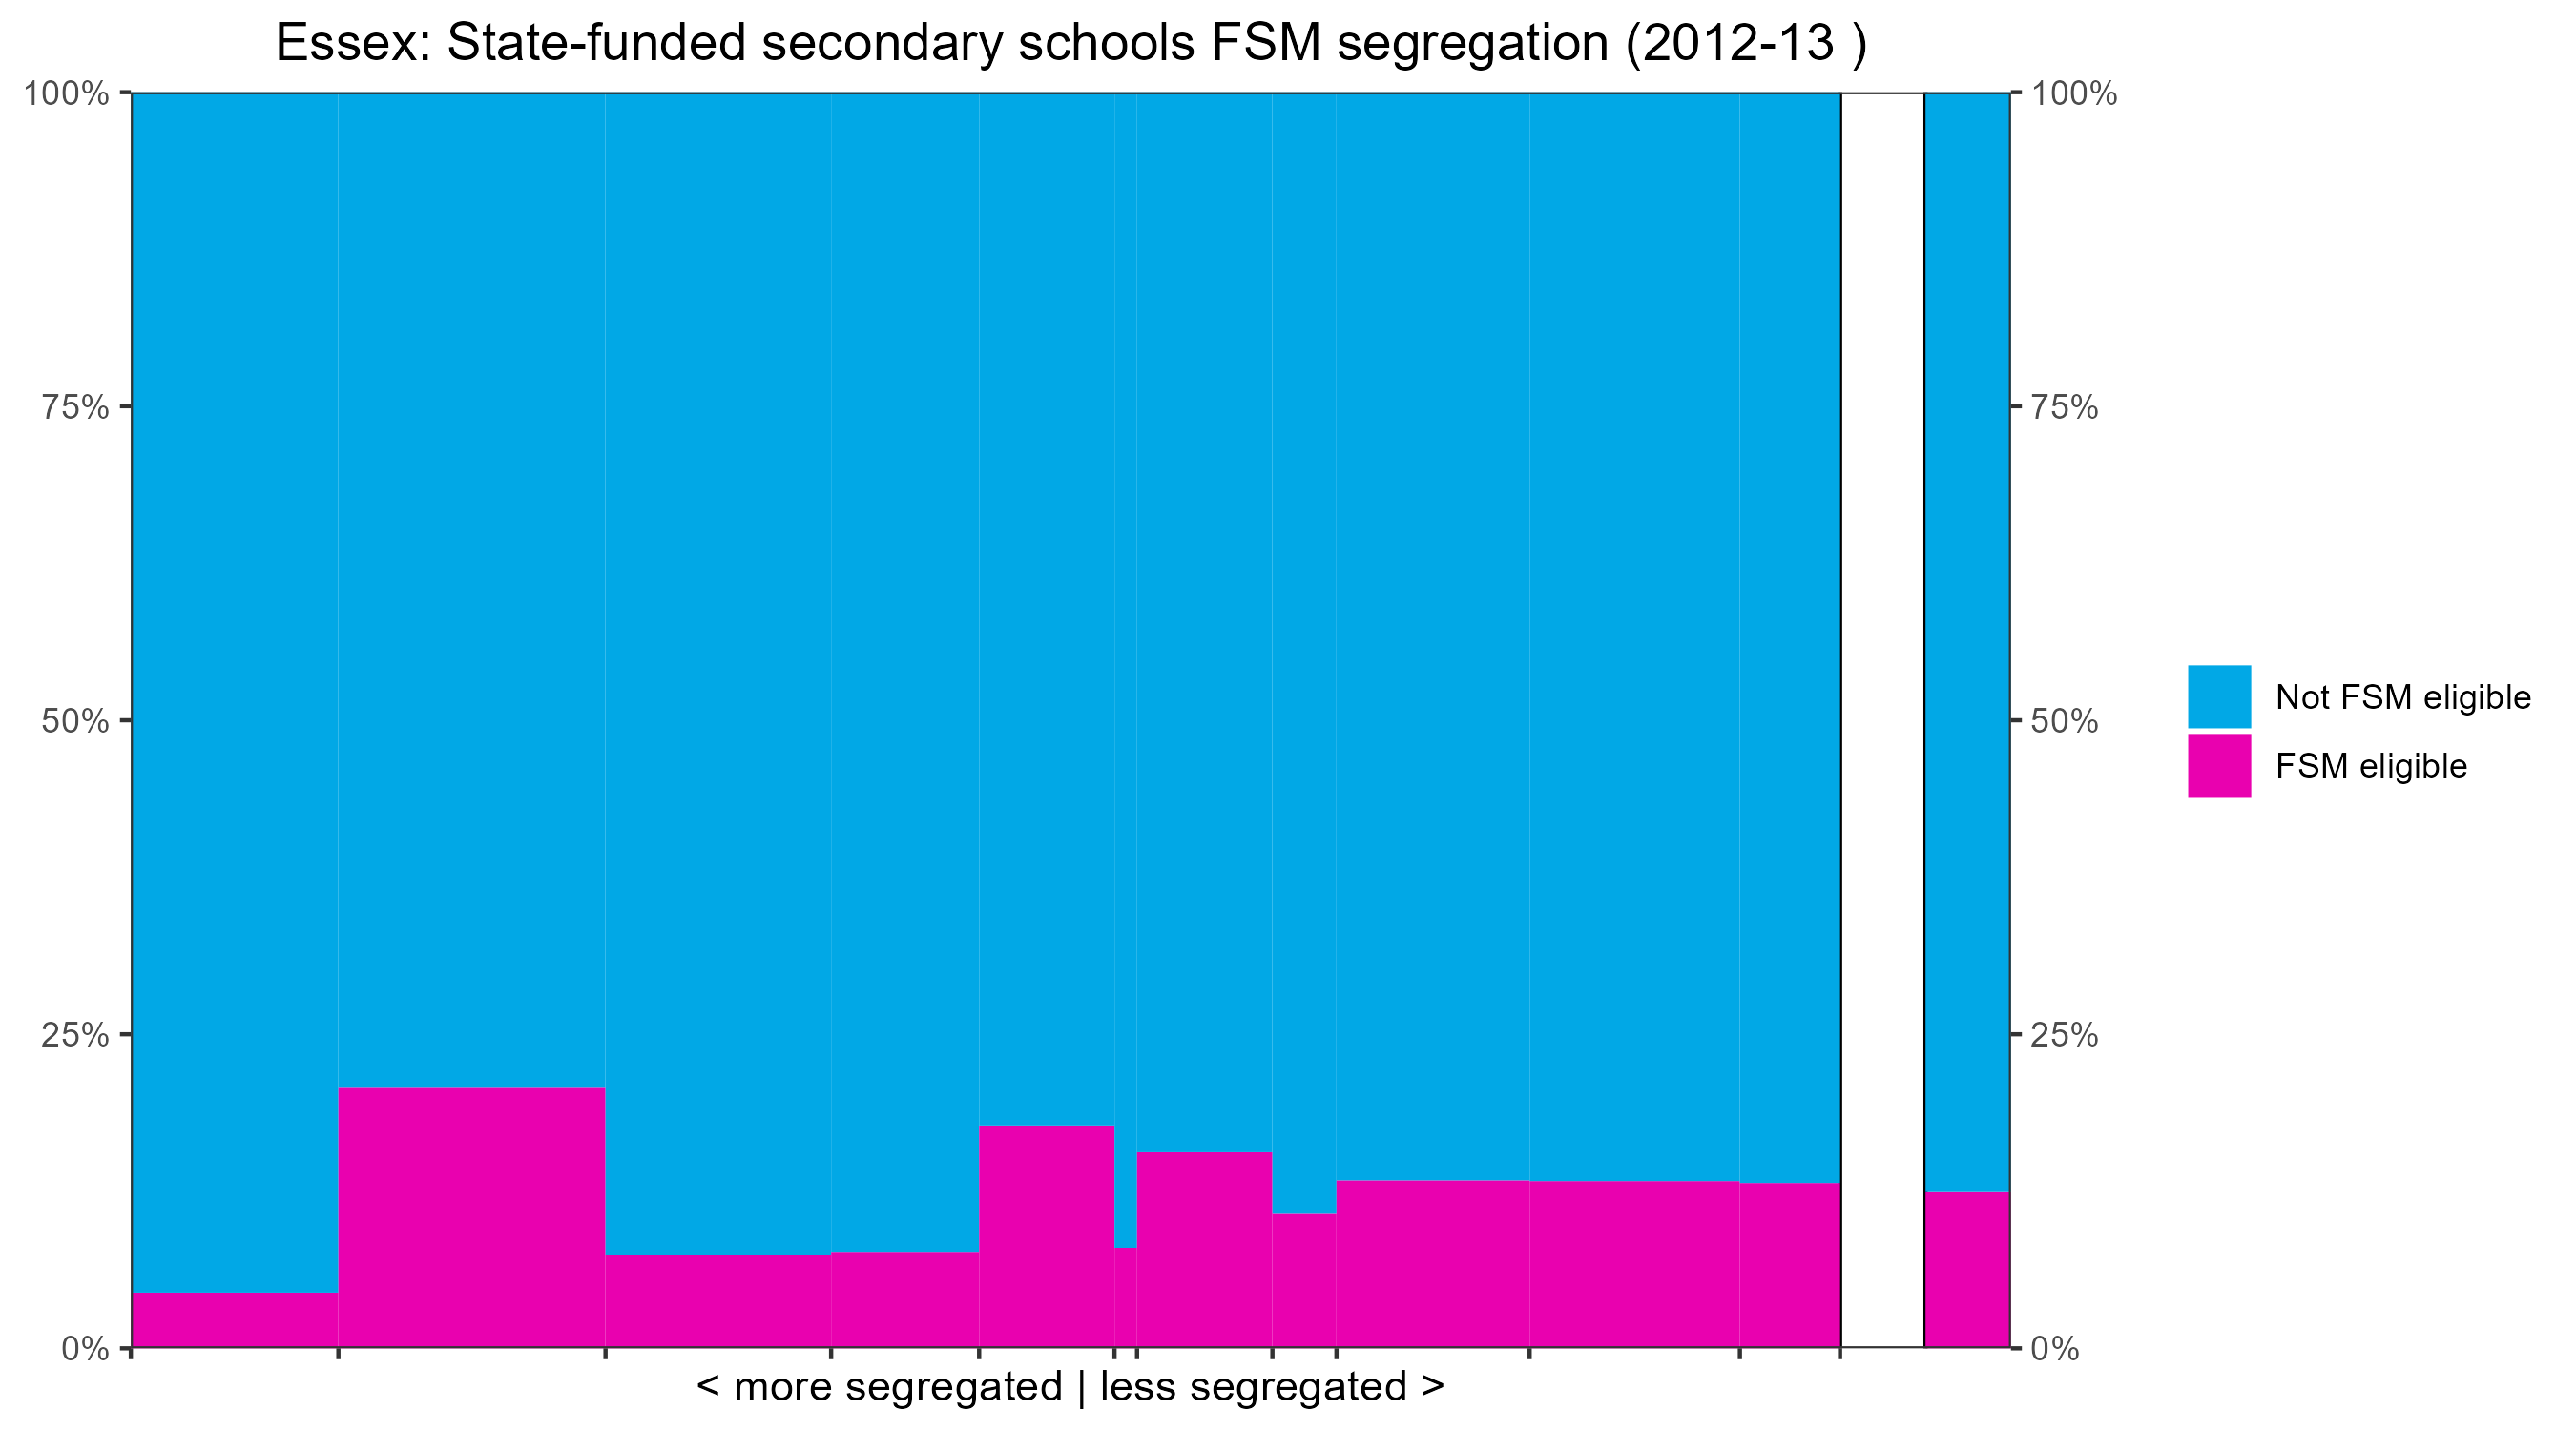 Essex: State-funded secondary schools FSM segregation (2012-13 )
100%
75%
50%
25%
0%
100%
75%
50%
25%
0%
Not FSM eligible
FSM eligible
< more segregated | less segregated >